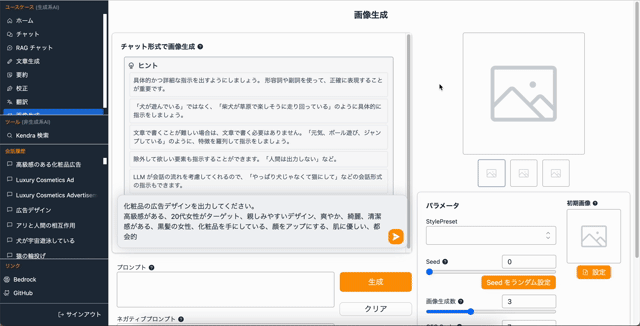 ユースケース (生成系AI)
ホーム
チャット
RAG チャット
文章生成
要約
校正
翻訳
画像生成
ツール (非生成系AI)
Kendra 検索
会話履歴
高級感のある化粧品広告
Luxury Cosmetics Ad
Luxury Cosmetics Advertisem
広告デザイン
アリと人間の相互作用
犬が宇宙遊泳している
猿の輪投げ
リンク
Bedrock
GitHub
サインアウト
画像生成
チャット形式で画像生成
ヒント
具体的かつ詳細な指示を出すようにしましょう。 形容詞や副詞を使って、正確に表現すること
が重要です。
「犬が遊んでいる」ではなく、「柴犬が草原で楽しそうに走り回っている」のように具体的に
指示をしましょう。
文章で書くことが難しい場合は、文章で書く必要はありません。「元気、ボール遊び、ジャン
プしている」のように、特徴を羅列して指示をしましょう。
除外して欲しい要素も指示することができます。「人間は出力しない」など。
LLM が会話の流れを考慮してくれるので、「やっぱり犬じゃなくて猫にして」などの会話形式
の指示もできます。
化粧品の広告デザインを出力してください。
高級感がある、20代女性がターゲット、親しみやすいデザイン、爽やか、綺麗、清潔
感がある、黒髪の女性、化粧品を手にしている、顔をアップにする、肌に優しい、都
会的
プロンプト
生成
クリア
ネガティブプロンプト
パラメータ
StylePreset
Seed
0
Seed をランダム設定
画像生成数
3
初期画像
設定